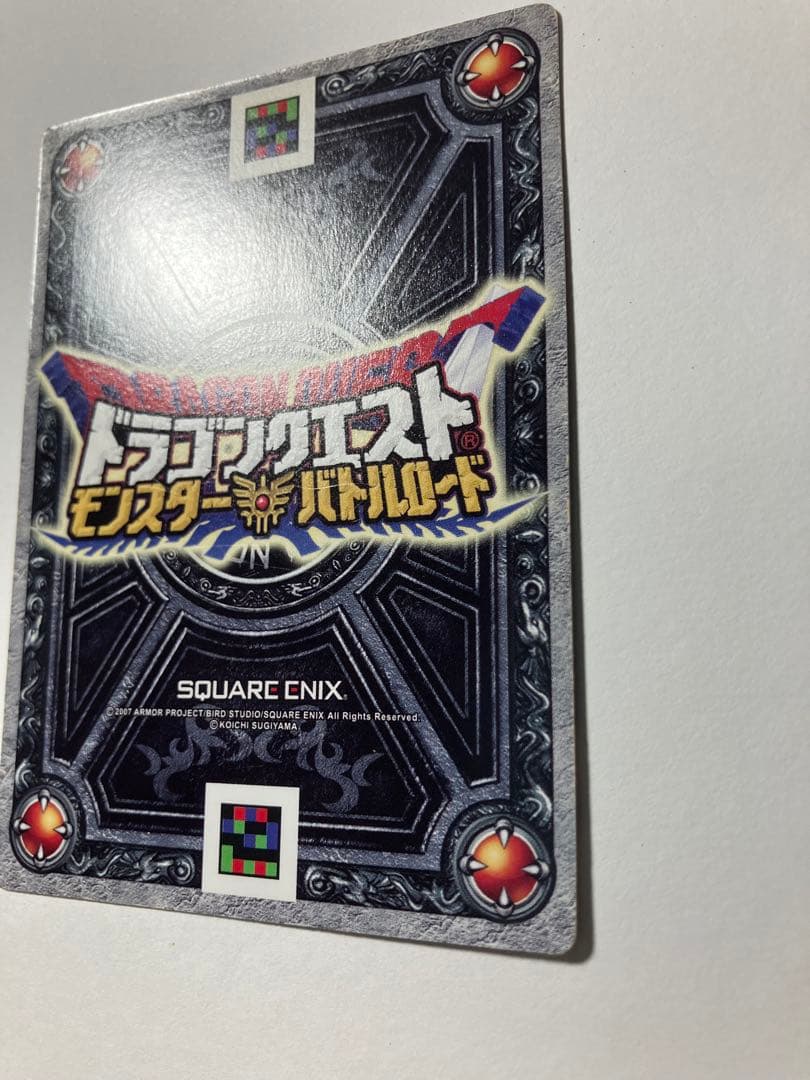 DRAGON QUEST
ドラゴンクエスト®
モンスター バトルロード
SQUARE ENIX®
©2007 ARMOR PROJECT/BIRD STUDIO/SQUARE ENIX All Rights Reserved.
©KOICHI SUGIYAMA